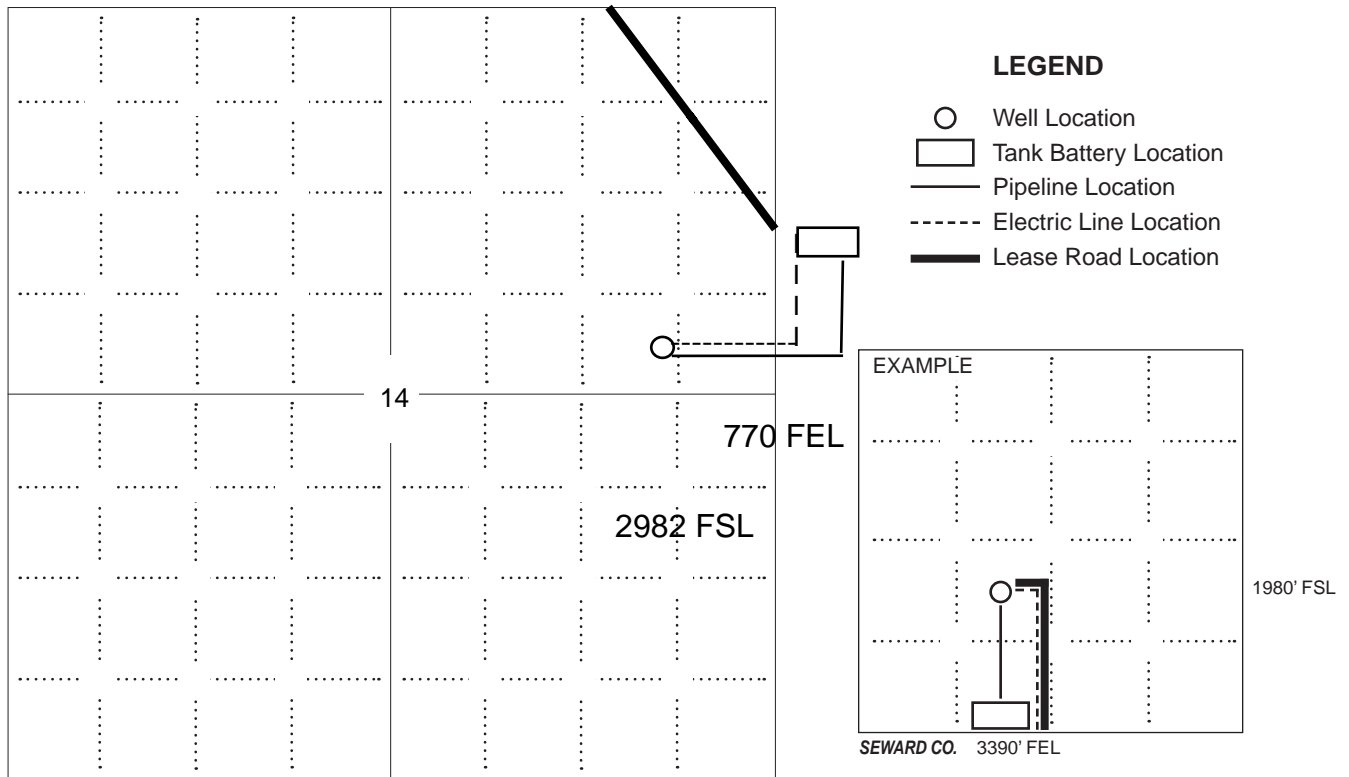 LEGEND
Well Location
Tank Battery Location
Pipeline Location
Electric Line Location
Lease Road Location
14
770 FEL
2982 FSL
EXAMPLE
1980' FSL
SEWARD CO. 3390' FEL